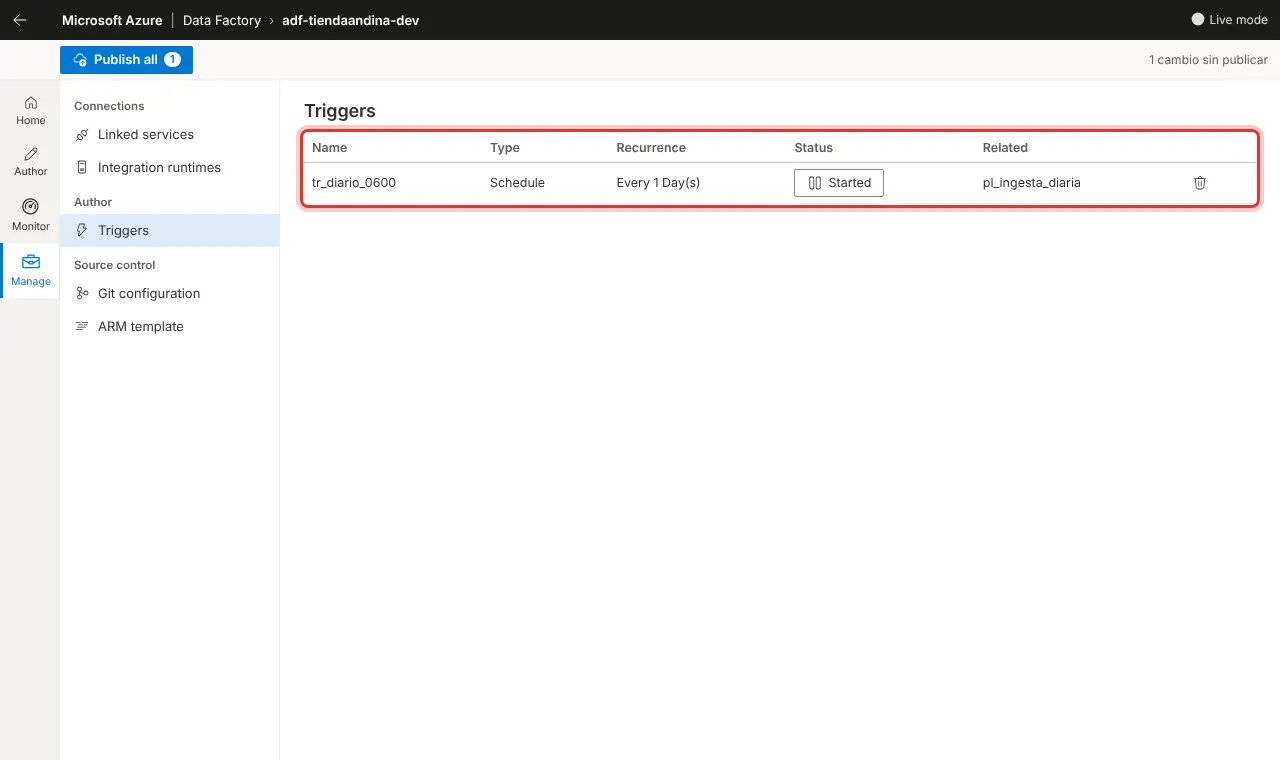 Microsoft Azure | Data Factory › adf-tiendaandina-dev
Live mode
Publish all 1
1 cambio sin publicar
Home
Author
Monitor
Manage
Connections
Linked services
Integration runtimes
Author
Triggers
Source control
Git configuration
ARM template
Triggers
Name Type Recurrence Status Related
tr_diario_0600 Schedule Every 1 Day(s) Started pl_ingesta_diaria